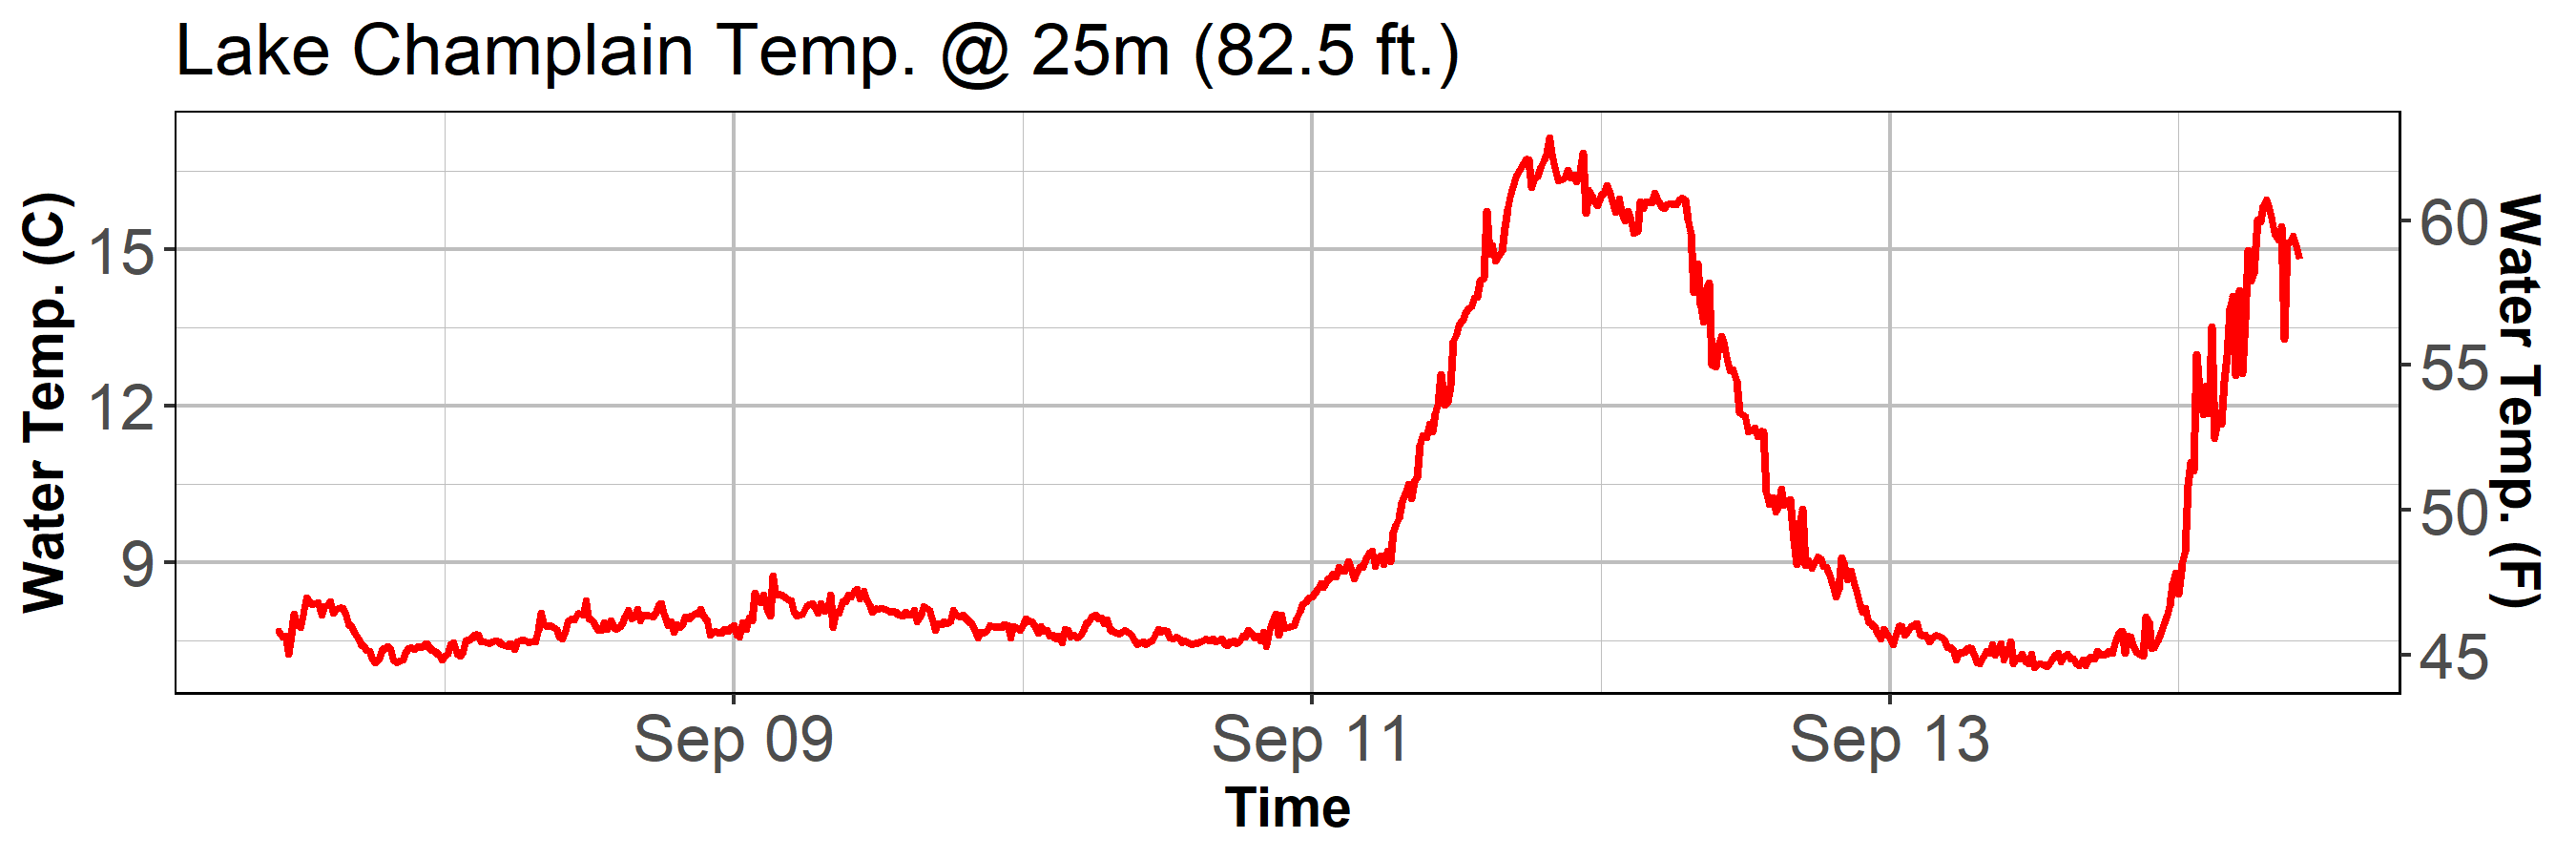 Lake Champlain Temp. @ 25m (82.5 ft.)
Water Temp. (C)
15
12
9
60
55
50
45
Water Temp. (F)
Sep 09
Sep 11
Sep 13
Time